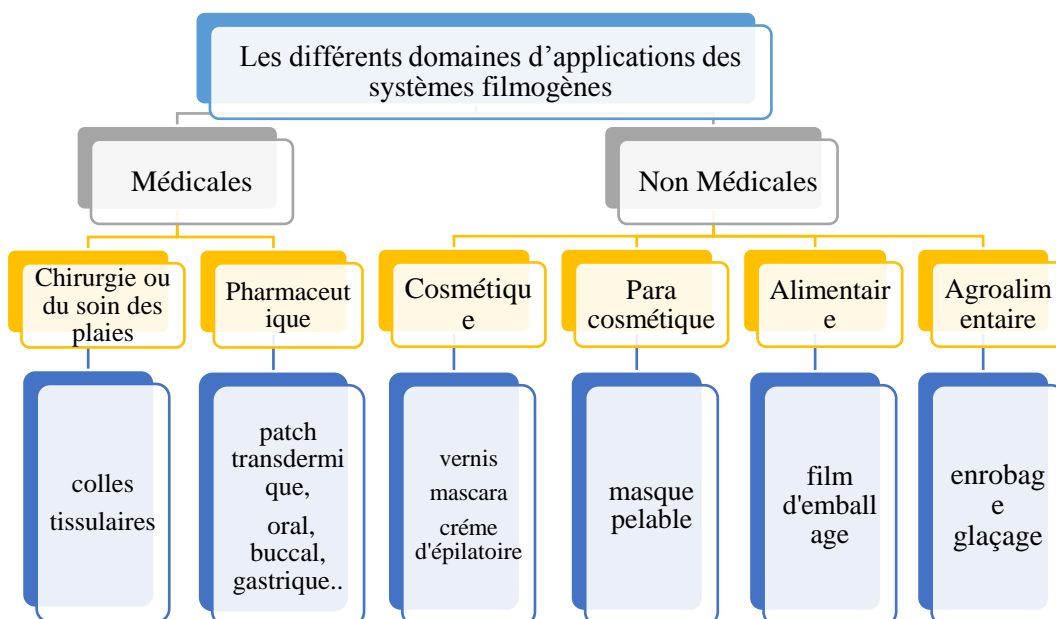 Les différents domaines d’applications des
systèmes filmogènes
Médicales
Non Médicales
Chirurgie ou
du soin des
plaies
Pharmaceut
ique
Cosmétiqu
e
Para
cosmétique
Alimentair
e
Agroalim
entaire
colles
tissulaires
patch
transdermi
que,
oral,
buccal,
gastrique..
vernis
mascara
créme
d'épilatoire
masque
pelable
film
d'emball
age
enrobag
e
glaçage